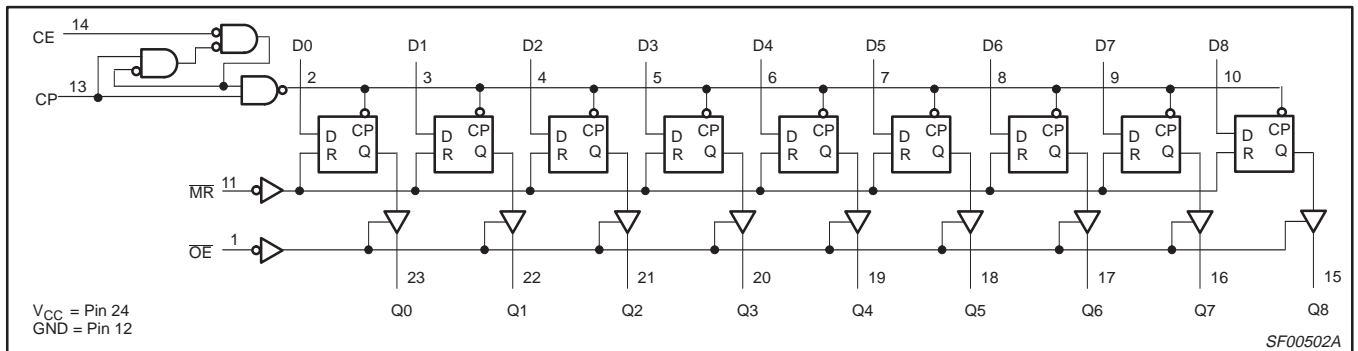 CE 14
D0 D1 D2 D3 D4 D5 D6 D7 D8
CP 13
2 3 4 5 6 7 8 9 10
D CP R Q
D CP R Q
D CP R Q
D CP R Q
D CP R Q
D CP R Q
D CP R Q
D CP R Q
D CP R Q
MR 11
OE 1
23 22 21 20 19 18 17 16 15
VCC = Pin 24
GND = Pin 12
Q0 Q1 Q2 Q3 Q4 Q5 Q6 Q7 Q8
SF00502A